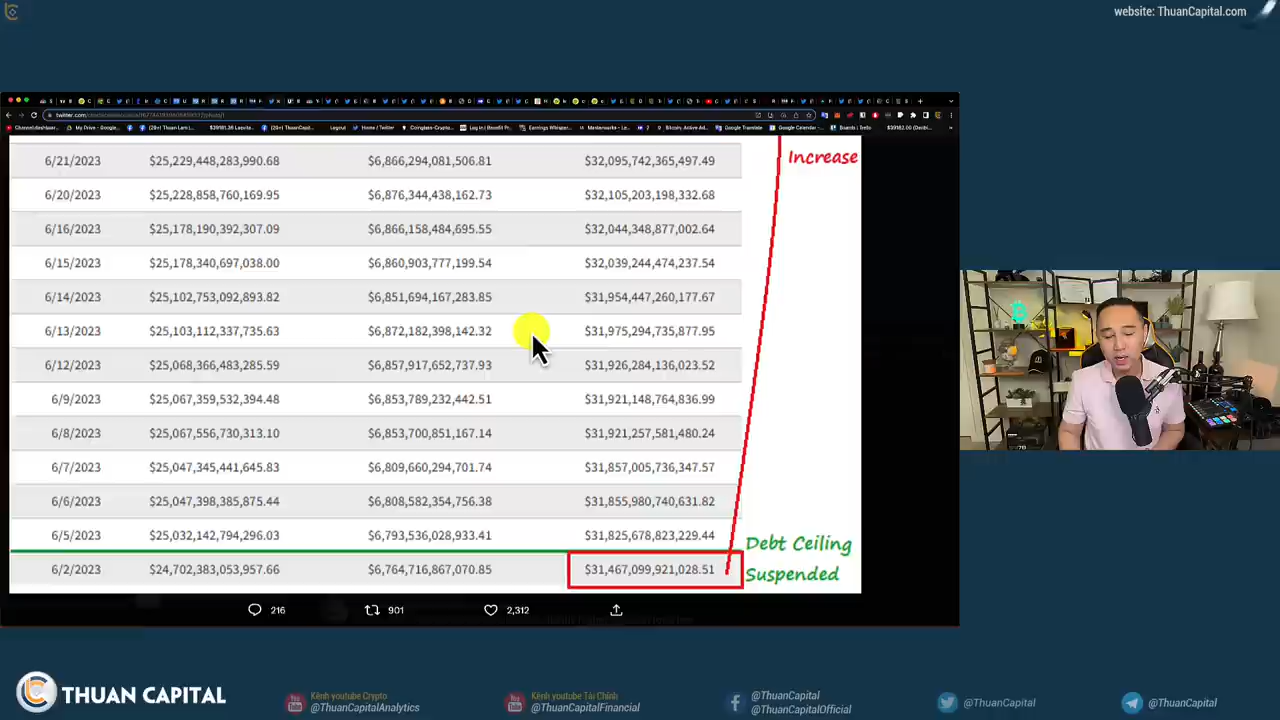 website: ThuanCapital.com
6/21/2023 $25,229,448,283,990.68 $6,866,294,081,506.81 $32,095,742,365,497.49
Increase
6/20/2023 $25,228,858,760,169.95 $6,876,344,438,162.73 $32,105,203,198,332.68
6/16/2023 $25,178,190,392,307.09 $6,866,158,484,695.55 $32,044,348,877,002.64
6/15/2023 $25,178,340,697,038.00 $6,860,903,777,199.54 $32,039,244,474,237.54
6/14/2023 $25,102,753,092,893.82 $6,851,694,167,283.85 $31,954,447,260,177.67
6/13/2023 $25,103,112,337,735.63 $6,872,182,398,142.32 $31,975,294,735,877.95
6/12/2023 $25,068,366,483,285.59 $6,857,917,652,737.93 $31,926,284,136,023.52
6/9/2023 $25,067,359,532,394.48 $6,853,789,232,442.51 $31,921,148,764,836.99
6/8/2023 $25,067,556,730,313.10 $6,853,700,851,167.14 $31,921,257,581,480.24
6/7/2023 $25,047,345,441,645.83 $6,809,660,294,701.74 $31,857,005,736,347.57
6/6/2023 $25,047,398,385,875.44 $6,808,582,354,756.38 $31,855,980,740,631.82
6/5/2023 $25,032,142,794,296.03 $6,793,536,028,933.41 $31,825,678,823,229.44
Debt Ceiling
6/2/2023 $24,702,383,053,957.66 $6,764,716,867,070.85 $31,467,099,921,028.51
Suspended
216 901 2,312
THUAN CAPITAL
Kênh youtube Crypto
@ThuanCapitalAnalytics
Kênh youtube Tài Chính
@ThuanCapitalFinancial
@ThuanCapital
@ThuanCapitalOfficial
@ThuanCapital
@ThuanCapital